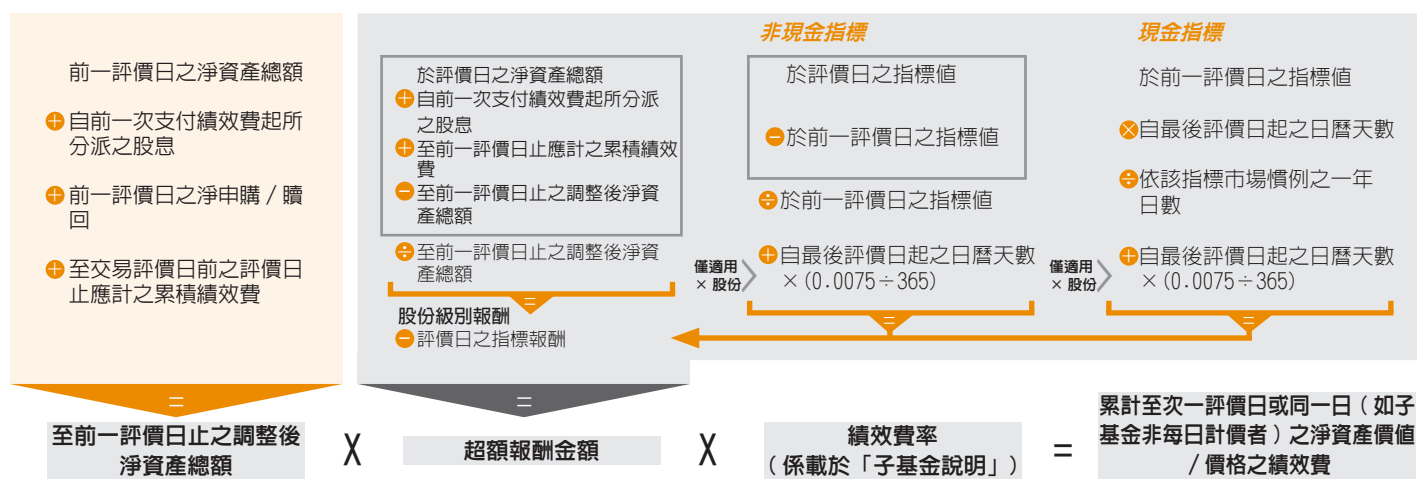 前一評價日之淨資產總額
+自前一次支付績效費起所
分派之股息
+前一評價日之淨申購/贖
回
+至交易評價日前之評價日
止應計之累積績效費
=
至前一評價日止之調整後
淨資產總額
X
於評價日之淨資產總額
+自前一次支付績效費起所分派
之股息
+至前一評價日止應計之累積績效
費
−至前一評價日止之調整後淨資
產總額
÷至前一評價日止之調整後淨資
產總額
=
股份級別報酬
−評價日之指標報酬
=
超額報酬金額
非現金指標
於評價日之指標值
−於前一評價日之指標值
÷於前一評價日之指標值
僅適用
×股份
+自最後評價日起之日曆天數
×(0.0075÷365)
=
現金指標
於前一評價日之指標值
×自最後評價日起之日曆天數
÷依該指標市場慣例之一年
日數
僅適用
×股份
+自最後評價日起之日曆天數
×(0.0075÷365)
=
X
績效費率
(係載於「子基金說明」)
=
累計至次一評價日或同一日(如子
基金非每日計價者)之淨資產價值
/價格之績效費